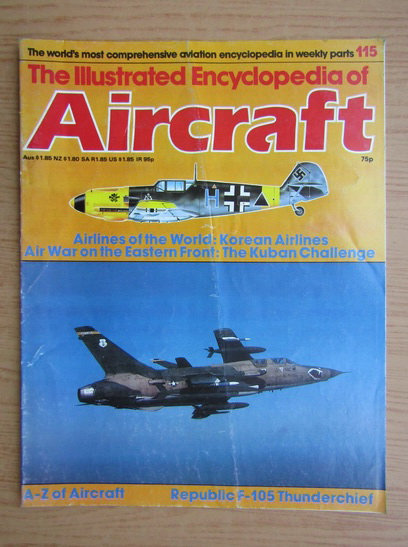 The world's most comprehensive aviation encyclopedia in weekly parts 115
The Illustrated Encyclopedia of
Aircraft
Aus $1.85 NZ $1.80 SA R1.85 US $1.85 IR 95p
75p
H
Airlines of the World: Korean Airlines
Air War on the Eastern Front: The Kuban Challenge
A-Z of Aircraft
Republic F-105 Thunderchief